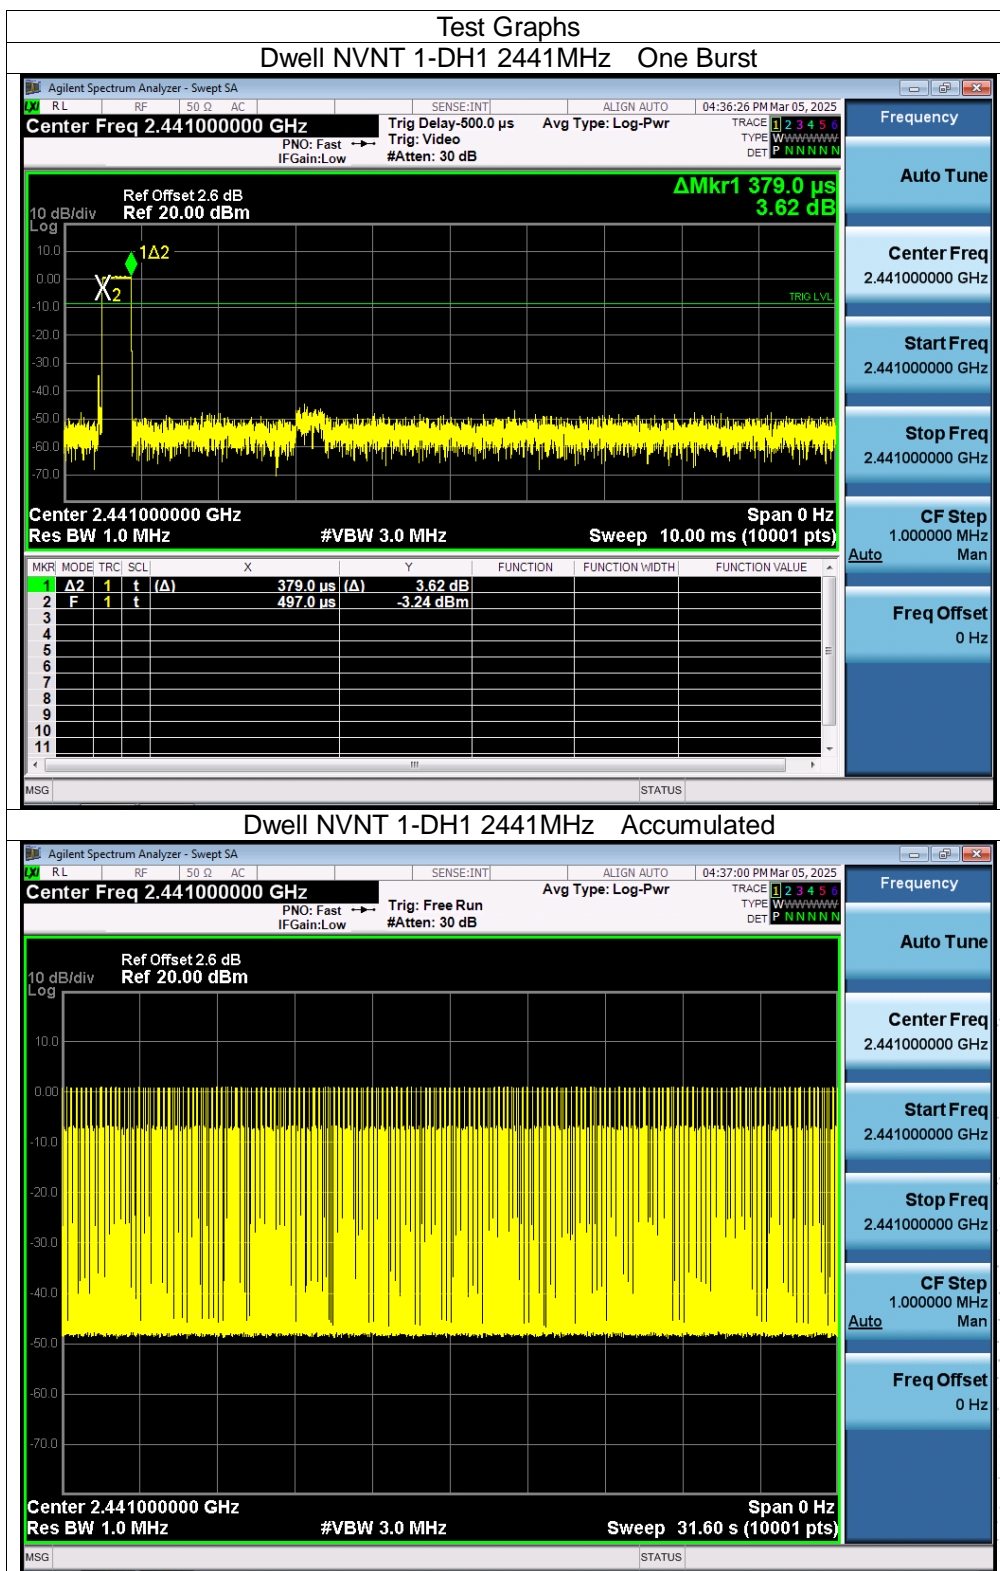 Test Graphs
Dwell NVNT 1-DH1 2441MHz One Burst
Agilent Spectrum Analyzer - Swept SA
LXI RL RF 50 Ω AC SENSE:INT ALIGN AUTO 04:36:26 PM Mar 05, 2025
Center Freq 2.441000000 GHz Trig Delay-500.0 µs Avg Type: Log-Pwr TRACE 1 2 3 4 5 6
PNO: Fast Trig: Video TYPE WWWWWW
IFGain:Low #Atten: 30 dB DET P N N N N N
Frequency
ΔMkr1 379.0 µs
3.62 dB
Ref Offset 2.6 dB
10 dB/div Ref 20.00 dBm
Log
10.0
0.00
-10.0
-20.0
-30.0
-40.0
-50.0
-60.0
-70.0
1Δ2
X2
TRIG LVL
Center 2.441000000 GHz Span 0 Hz
Res BW 1.0 MHz #VBW 3.0 MHz Sweep 10.00 ms (10001 pts)
MKR MODE TRC SCL X Y FUNCTION FUNCTION WIDTH FUNCTION VALUE
1 Δ2 1 t (Δ) 379.0 µs (Δ) 3.62 dB
2 F 1 t 497.0 µs -3.24 dBm
3
4
5
6
7
8
9
10
11
MSG STATUS
Auto Tune
Center Freq
2.441000000 GHz
Start Freq
2.441000000 GHz
Stop Freq
2.441000000 GHz
CF Step
1.000000 MHz
Auto Man
Freq Offset
0 Hz
Dwell NVNT 1-DH1 2441MHz Accumulated
Agilent Spectrum Analyzer - Swept SA
LXI RL RF 50 Ω AC SENSE:INT ALIGN AUTO 04:37:00 PM Mar 05, 2025
Center Freq 2.441000000 GHz Avg Type: Log-Pwr TRACE 1 2 3 4 5 6
PNO: Fast Trig: Free Run TYPE WWWWWW
IFGain:Low #Atten: 30 dB DET P N N N N N
Frequency
Ref Offset 2.6 dB
10 dB/div Ref 20.00 dBm
Log
10.0
0.00
-10.0
-20.0
-30.0
-40.0
-50.0
-60.0
-70.0
Center 2.441000000 GHz Span 0 Hz
Res BW 1.0 MHz #VBW 3.0 MHz Sweep 31.60 s (10001 pts)
MSG STATUS
Auto Tune
Center Freq
2.441000000 GHz
Start Freq
2.441000000 GHz
Stop Freq
2.441000000 GHz
CF Step
1.000000 MHz
Auto Man
Freq Offset
0 Hz